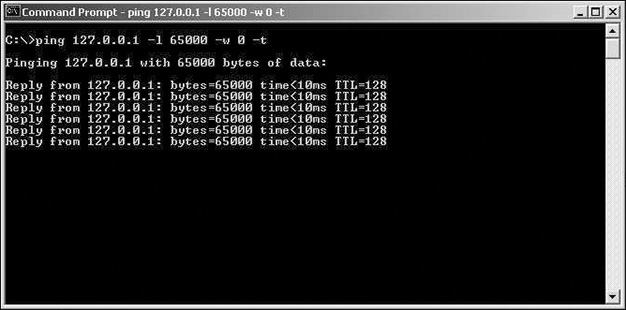 Command Prompt - ping 127.0.0.1 -l 65000 -w 0 -t
C:\>ping 127.0.0.1 -l 65000 -w 0 -t
Pinging 127.0.0.1 with 65000 bytes of data:
Reply from 127.0.0.1: bytes=65000 time<10ms TTL=128
Reply from 127.0.0.1: bytes=65000 time<10ms TTL=128
Reply from 127.0.0.1: bytes=65000 time<10ms TTL=128
Reply from 127.0.0.1: bytes=65000 time<10ms TTL=128
Reply from 127.0.0.1: bytes=65000 time<10ms TTL=128
Reply from 127.0.0.1: bytes=65000 time<10ms TTL=128